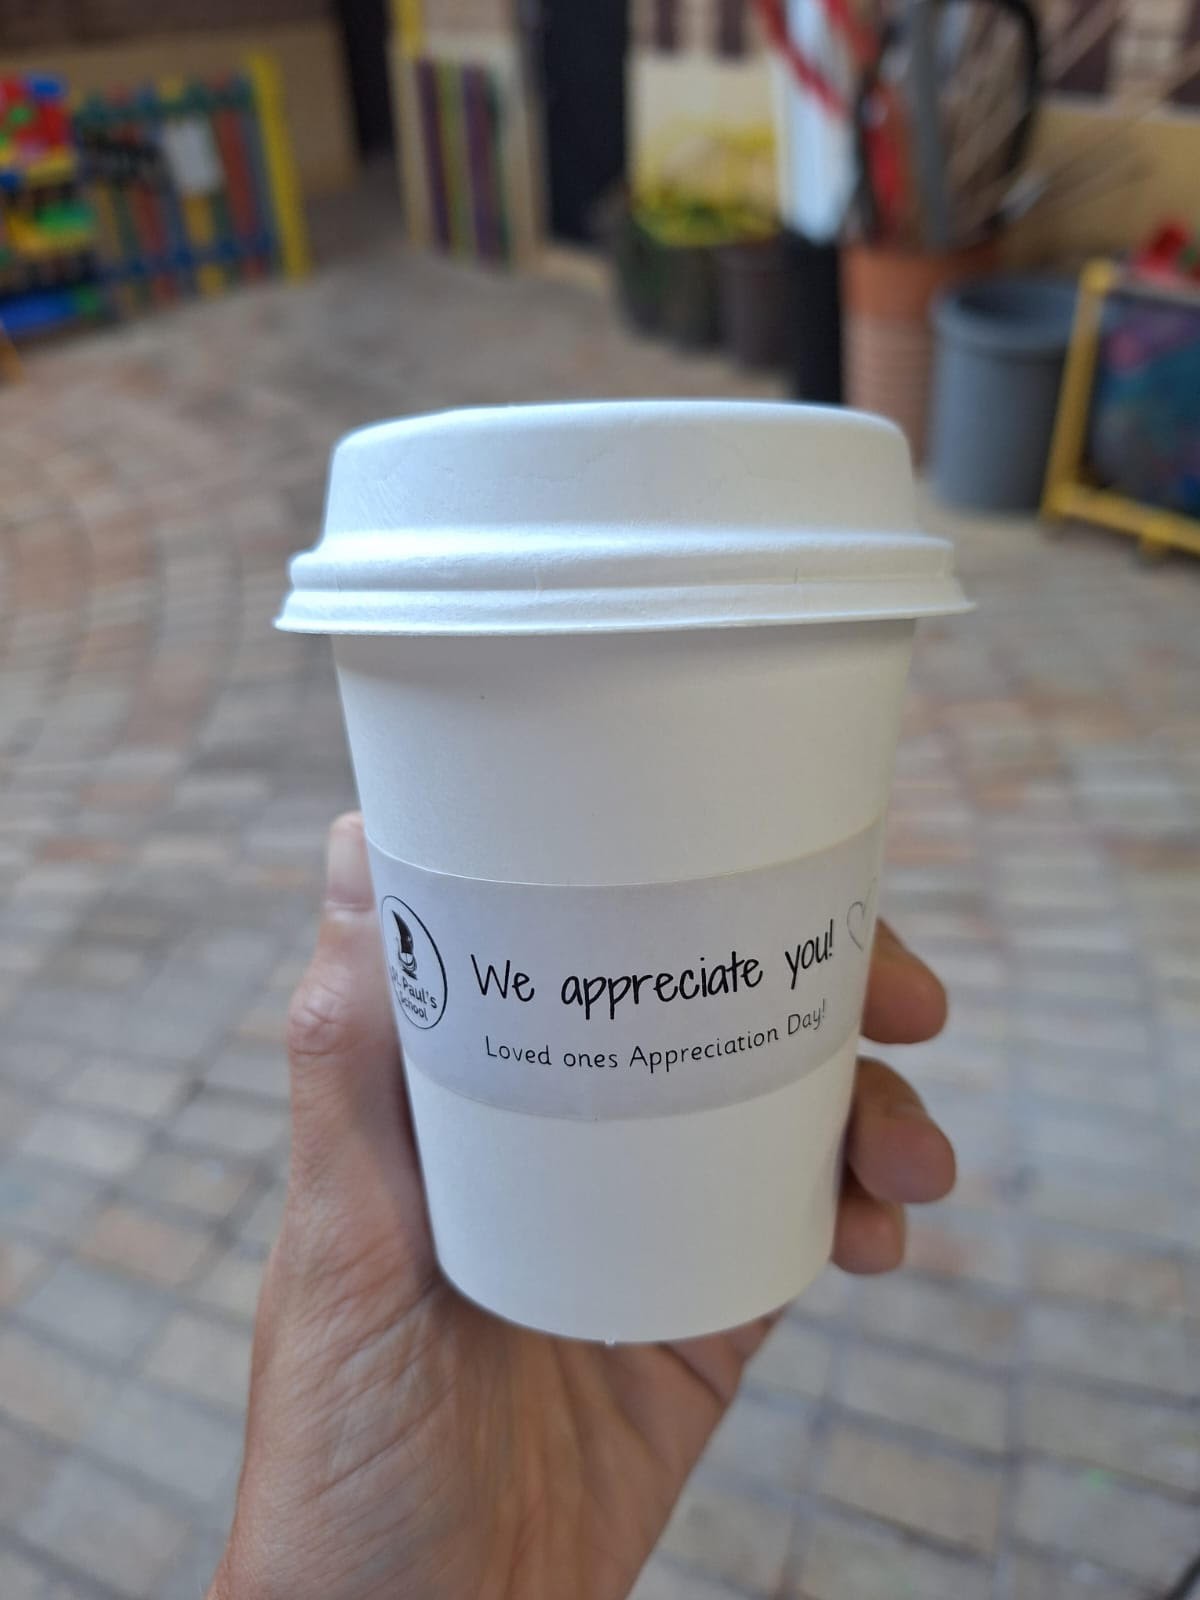 St. Paul's
School
We appreciate you!
Loved ones Appreciation Day!